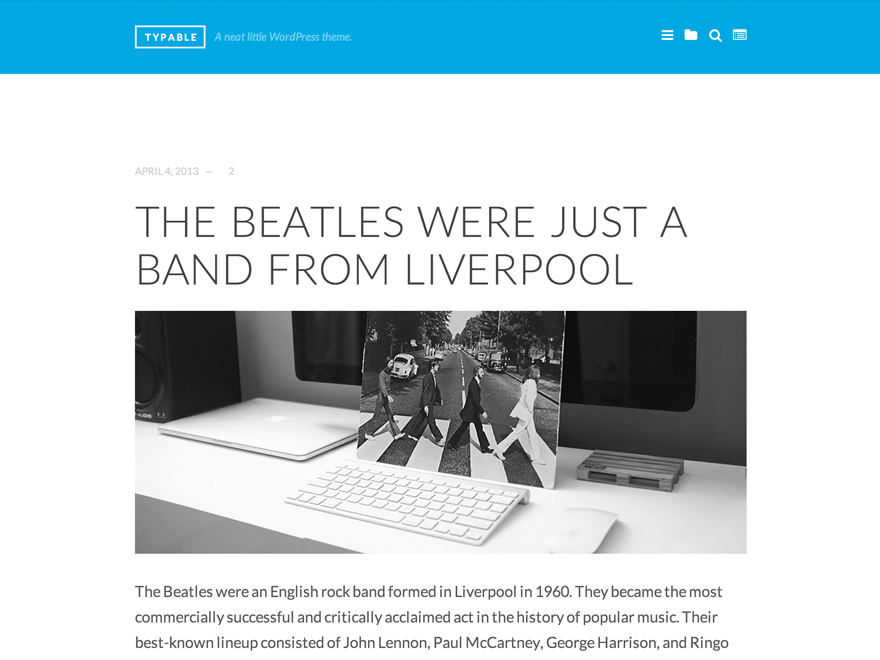 TYPABLE A neat little WordPress theme.
APRIL 4, 2013 — 2
THE BEATLES WERE JUST A
BAND FROM LIVERPOOL
The Beatles were an English rock band formed in Liverpool in 1960. They became the most
commercially successful and critically acclaimed act in the history of popular music. Their
best-known lineup consisted of John Lennon, Paul McCartney, George Harrison, and Ringo